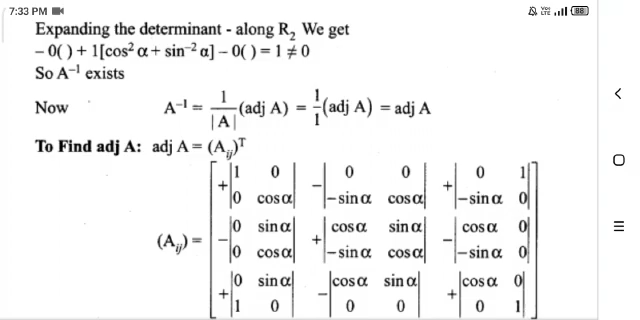 7:33 PM
VoLTE 88
Expanding the determinant - along R₂ We get
– 0( ) + 1[cos² α + sin⁻² α] – 0( ) = 1 ≠ 0
So A⁻¹ exists
Now A⁻¹ = 1/|A| (adj A) = 1/1 (adj A) = adj A
To Find adj A: adj A = (Aᵢⱼ)ᵀ
(Aᵢⱼ) = [ +|1 0; 0 cosα| –|0 0; –sinα cosα| +|0 1; –sinα 0|
–|0 sinα; 0 cosα| +|cosα sinα; –sinα cosα| –|cosα 0; –sinα 0|
+|0 sinα; 1 0| –|cosα sinα; 0 0| +|cosα 0; 0 1| ]